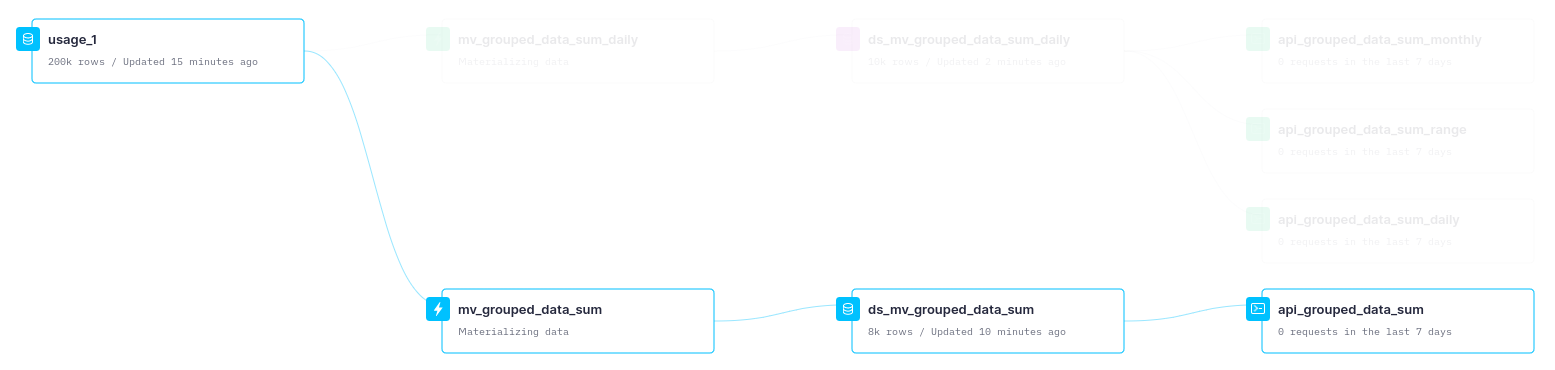 usage_1
200k rows / Updated 15 minutes ago
mv_grouped_data_sum_daily
Materializing data
ds_mv_grouped_data_sum_daily
10k rows / Updated 2 minutes ago
api_grouped_data_sum_monthly
0 requests in the last 7 days
api_grouped_data_sum_range
0 requests in the last 7 days
api_grouped_data_sum_daily
0 requests in the last 7 days
mv_grouped_data_sum
Materializing data
ds_mv_grouped_data_sum
8k rows / Updated 10 minutes ago
api_grouped_data_sum
0 requests in the last 7 days